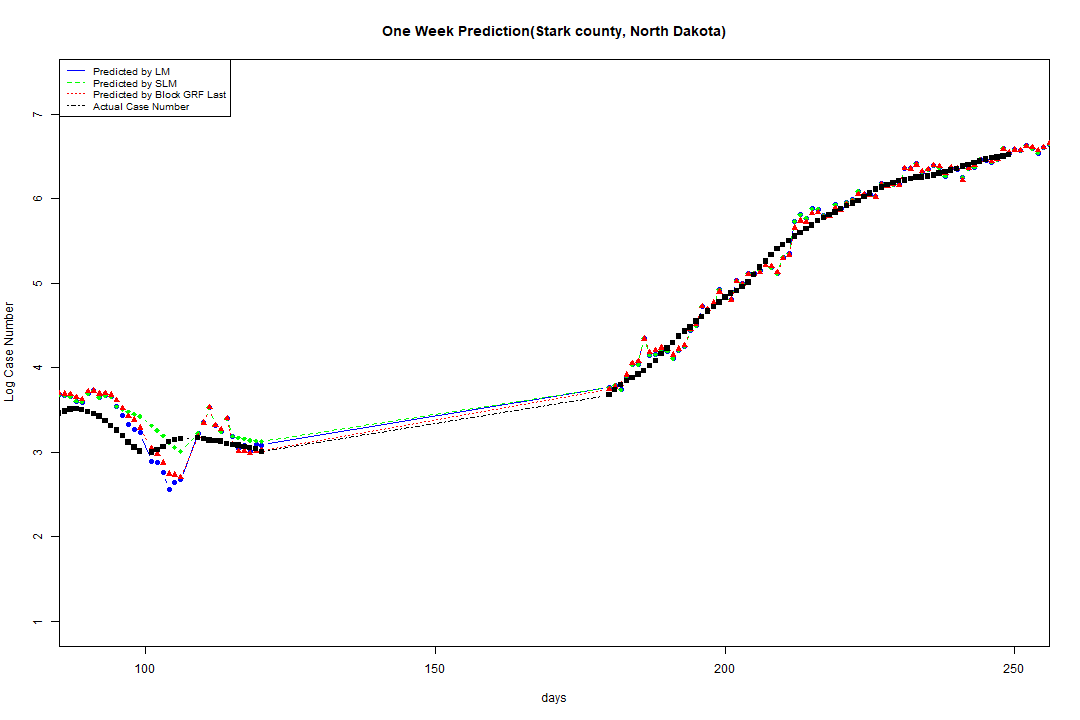 One Week Prediction(Stark county, North Dakota)
Predicted by LM
Predicted by SLM
Predicted by Block GRF Last
Actual Case Number
Log Case Number
7
6
5
4
3
2
1
100
150
200
250
days